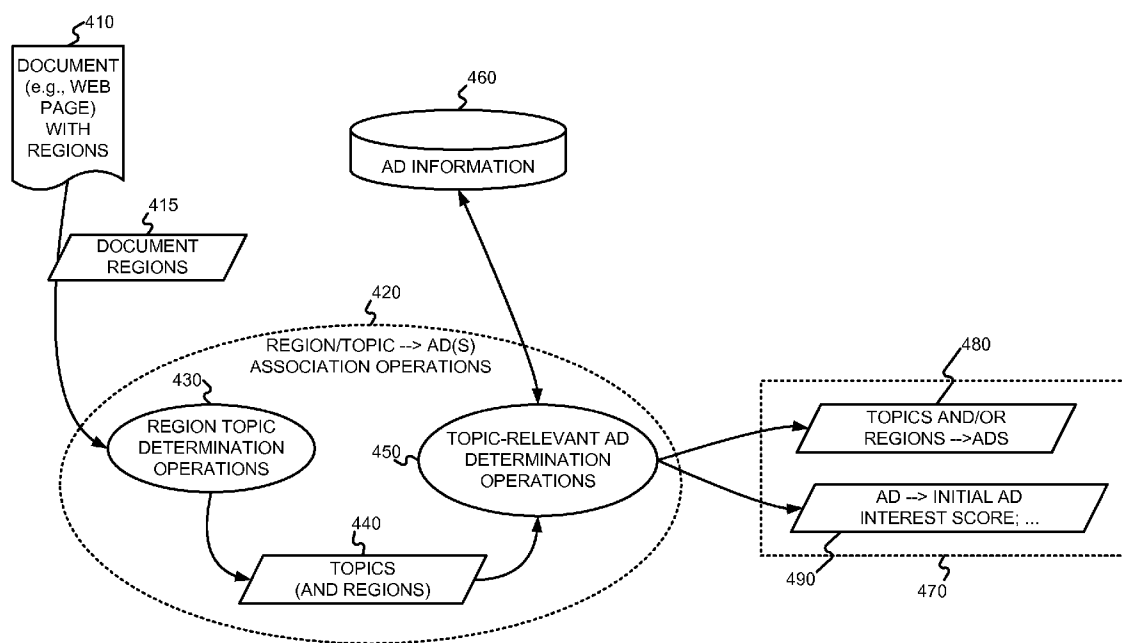 410
DOCUMENT
(e.g., WEB
PAGE)
WITH
REGIONS
460
AD INFORMATION
415
DOCUMENT
REGIONS
420
REGION/TOPIC --> AD(S)
ASSOCIATION OPERATIONS
430
REGION TOPIC
DETERMINATION
OPERATIONS
450
TOPIC-RELEVANT AD
DETERMINATION
OPERATIONS
440
TOPICS
(AND REGIONS)
480
TOPICS AND/OR
REGIONS -->ADS
AD --> INITIAL AD
INTEREST SCORE; ...
490
470